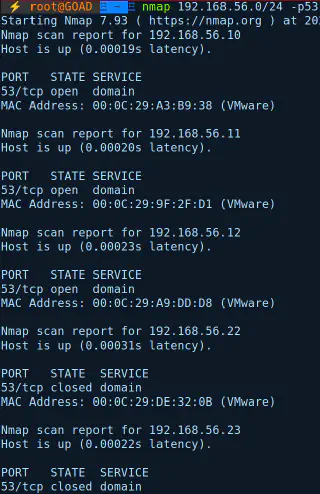 ⚡ root@GOAD ~ nmap 192.168.56.0/24 -p53
Starting Nmap 7.93 ( https://nmap.org ) at
Nmap scan report for 192.168.56.10
Host is up (0.00019s latency).
PORT STATE SERVICE
53/tcp open domain
MAC Address: 00:0C:29:A3:B9:38 (VMware)
Nmap scan report for 192.168.56.11
Host is up (0.00020s latency).
PORT STATE SERVICE
53/tcp open domain
MAC Address: 00:0C:29:9F:2F:D1 (VMware)
Nmap scan report for 192.168.56.12
Host is up (0.00023s latency).
PORT STATE SERVICE
53/tcp open domain
MAC Address: 00:0C:29:A9:DD:D8 (VMware)
Nmap scan report for 192.168.56.22
Host is up (0.00031s latency).
PORT STATE SERVICE
53/tcp closed domain
MAC Address: 00:0C:29:DE:32:0B (VMware)
Nmap scan report for 192.168.56.23
Host is up (0.00022s latency).
PORT STATE SERVICE
53/tcp closed domain